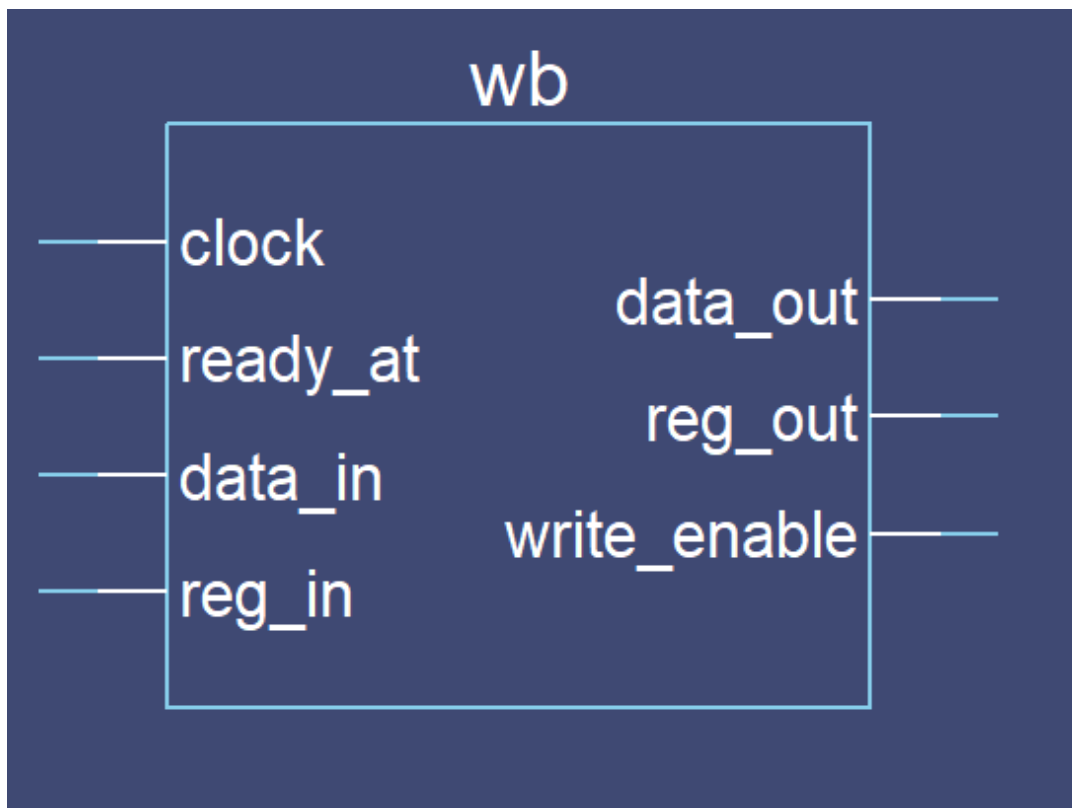 wb
clock
ready_at
data_in
reg_in
data_out
reg_out
write_enable